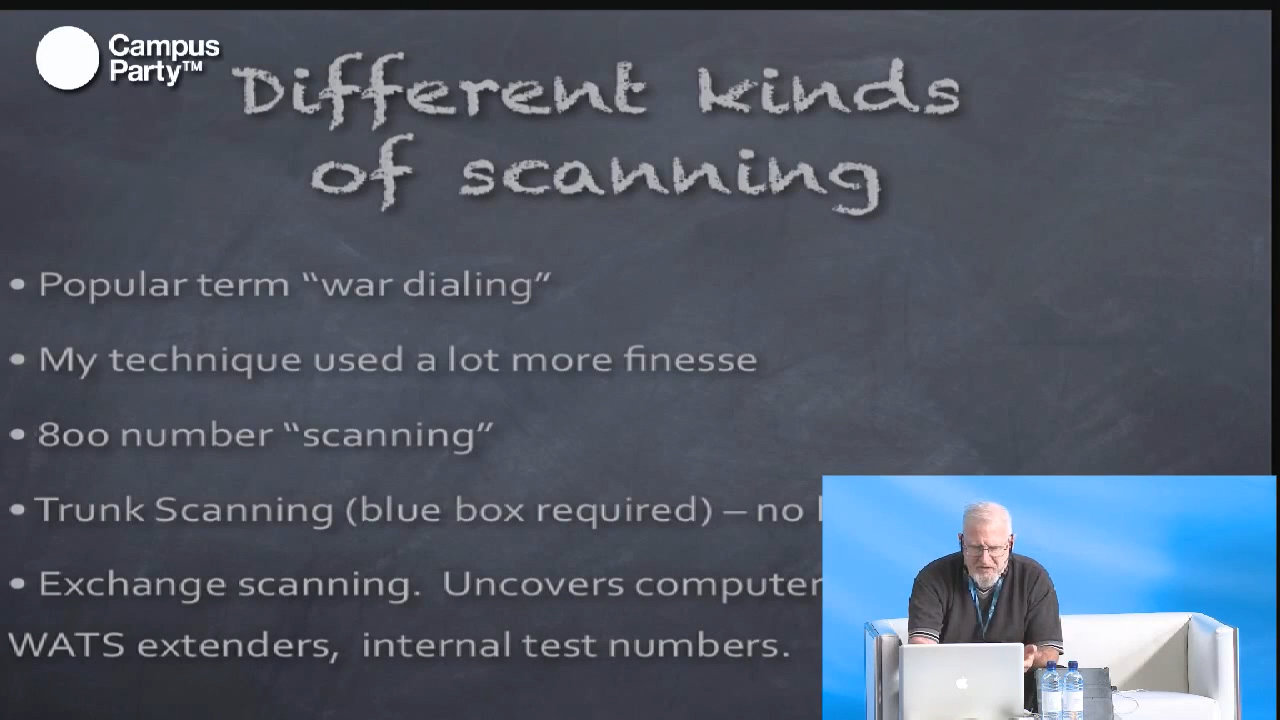 Campus
Party™
Different kinds
of scanning
• Popular term “war dialing”
• My technique used a lot more finesse
• 800 number “scanning”
• Trunk Scanning (blue box required) – no
• Exchange scanning. Uncovers computer
WATS extenders, internal test numbers.